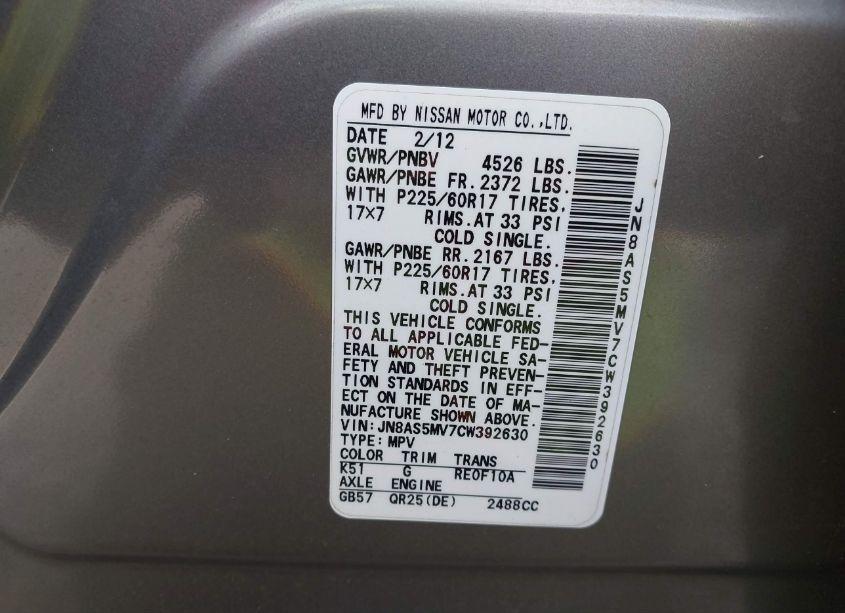 MFD BY NISSAN MOTOR CO.,LTD.
DATE 2/12
GVWR/PNBV 4526 LBS.
GAWR/PNBE FR. 2372 LBS.
WITH P225/60R17 TIRES,
17×7 RIMS.AT 33 PSI
COLD SINGLE.
GAWR/PNBE RR. 2167 LBS.
WITH P225/60R17 TIRES,
17×7 RIMS.AT 33 PSI
COLD SINGLE.
THIS VEHICLE CONFORMS
TO ALL APPLICABLE FED-
ERAL MOTOR VEHICLE SA-
FETY AND THEFT PREVEN-
TION STANDARDS IN EFF-
ECT ON THE DATE OF MA-
NUFACTURE SHOWN ABOVE.
VIN:JN8AS5MV7CW392630
TYPE: MPV
COLOR TRIM TRANS
K51 G RE0F10A
AXLE ENGINE
GB57 QR25(DE) 2488CC
JN8AS5MV7CW392630